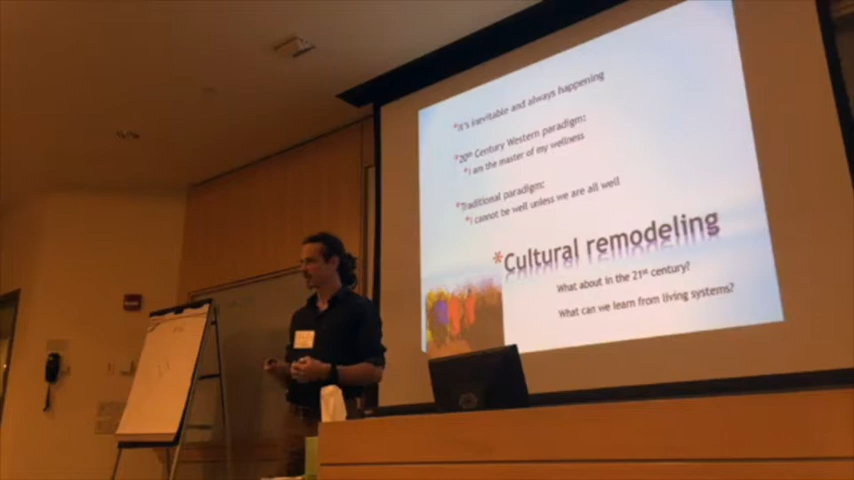 *It's inevitable and always happening
*20th Century Western paradigm:
*I am the master of my wellness
*Traditional paradigm:
*I cannot be well unless we are all well
*Cultural remodeling
What about in the 21st century?
What can we learn from living systems?